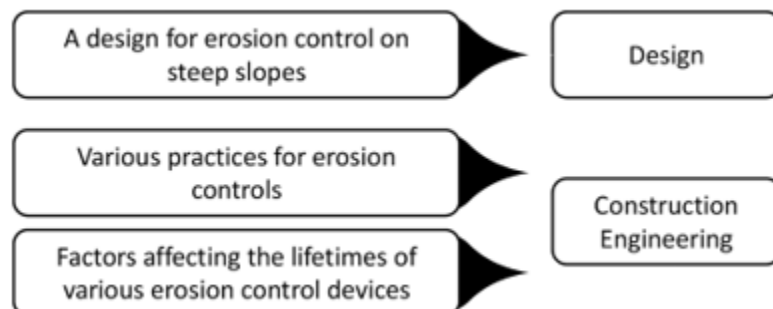 A design for erosion control on
steep slopes
Design
Various practices for erosion
controls
Construction
Engineering
Factors affecting the lifetimes of
various erosion control devices